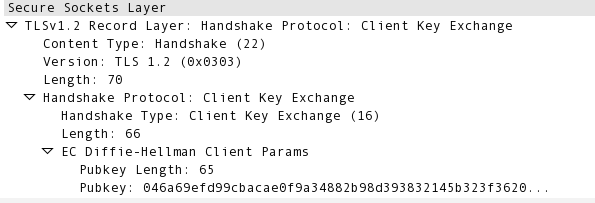 Secure Sockets Layer
TLSv1.2 Record Layer: Handshake Protocol: Client Key Exchange
Content Type: Handshake (22)
Version: TLS 1.2 (0x0303)
Length: 70
Handshake Protocol: Client Key Exchange
Handshake Type: Client Key Exchange (16)
Length: 66
EC Diffie-Hellman Client Params
Pubkey Length: 65
Pubkey: 046a69efd99cbacae0f9a34882b98d393832145b323f3620...